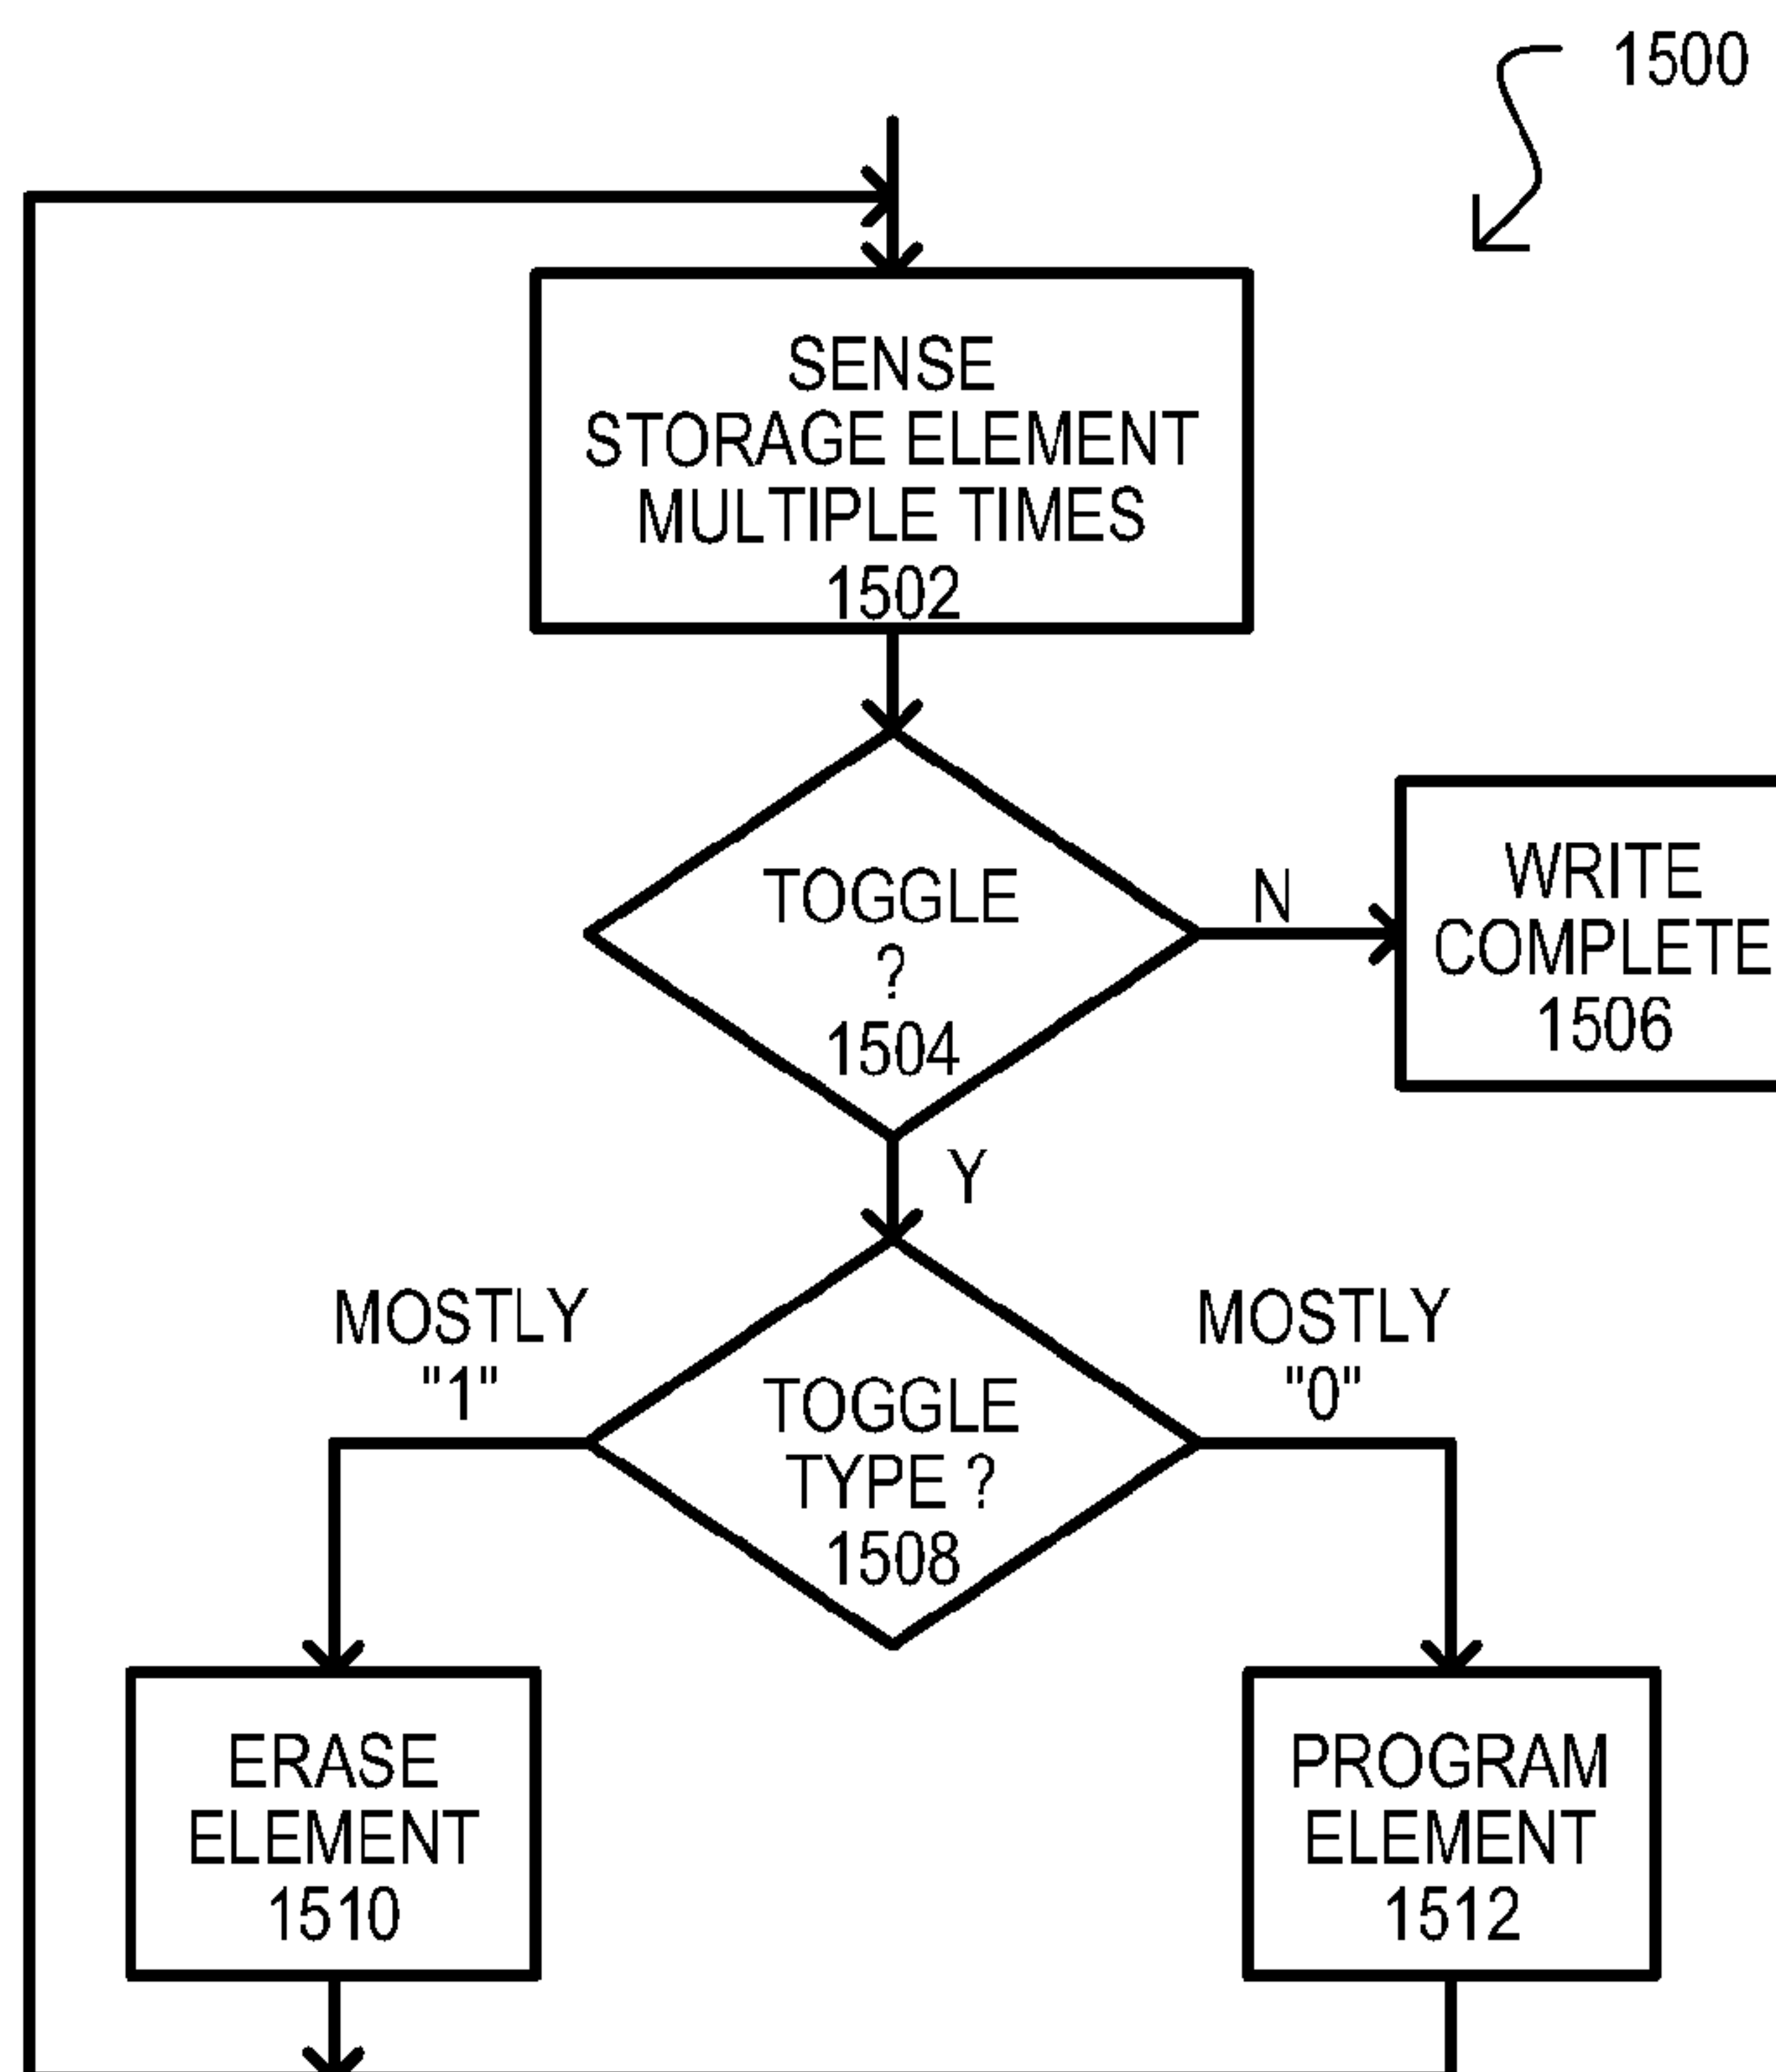 1500
SENSE
STORAGE ELEMENT
MULTIPLE TIMES
1502
TOGGLE
?
1504
N
WRITE
COMPLETE
1506
Y
MOSTLY
"1"
MOSTLY
"0"
TOGGLE
TYPE ?
1508
ERASE
ELEMENT
1510
PROGRAM
ELEMENT
1512